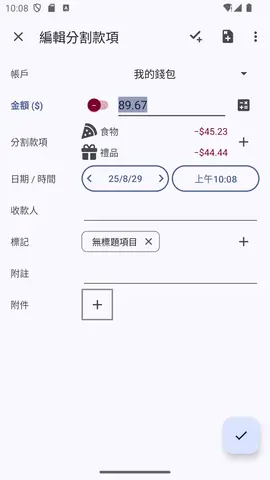 10:08
編輯分割款項
帳戶
我的錢包
金額 ($)
89.67
分割款項
食物
−$45.23
禮品
−$44.44
日期 / 時間
25/8/29
上午10:08
收款人
標記
無標題項目
附註
附件